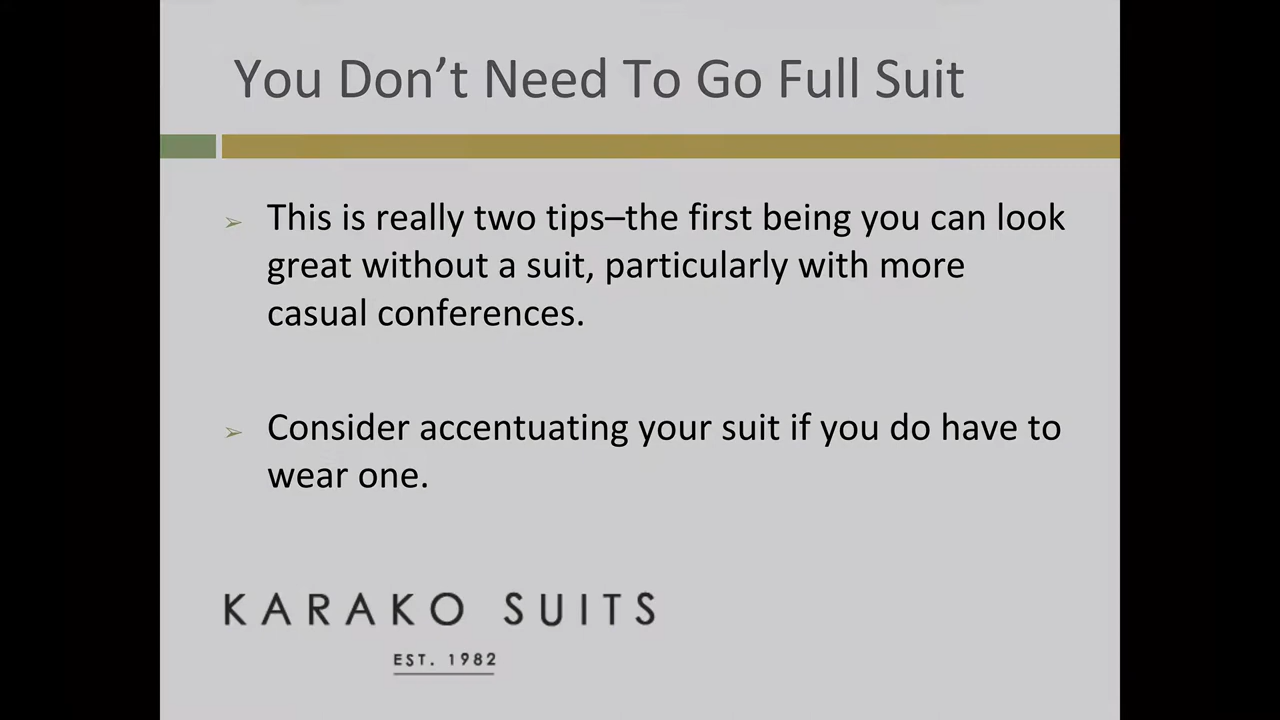 You Don’t Need To Go Full Suit
➢ This is really two tips–the first being you can look
great without a suit, particularly with more
casual conferences.
➢ Consider accentuating your suit if you do have to
wear one.
KARAKO SUITS
EST. 1982